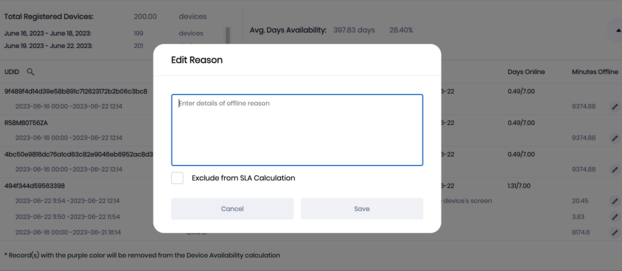 Total Registered Devices: 200.00 devices
June 16, 2023 - June 18, 2023: 199 devices
June 19, 2023 - June 22, 2023: 201
Avg. Days Availability: 397.83 days 28.40%
Edit Reason
UDID Days Online Minutes Offline
3-22 0.49/7.00
2023-06-16 00:00 -2023-06-22 12:14 9374.88
Enter details of offline reason
R58M80T56ZA 3-22 0.49/7.00
2023-06-16 00:00 -2023-06-22 12:14 9374.88
3-22 0.49/7.00
2023-06-16 00:00 -2023-06-22 12:14 9374.88
Exclude from SLA Calculation
494f344d59563398 3-22 1.31/7.00
2023-06-22 11:54 -2023-06-22 12:14 device's screen 20.45
2023-06-22 11:50 -2023-06-22 11:54 3.83
2023-06-16 00:00 -2023-06-21 16:14 8174.6
Cancel Save
* Record(s) with the purple color will be removed from the Device Availability calculation